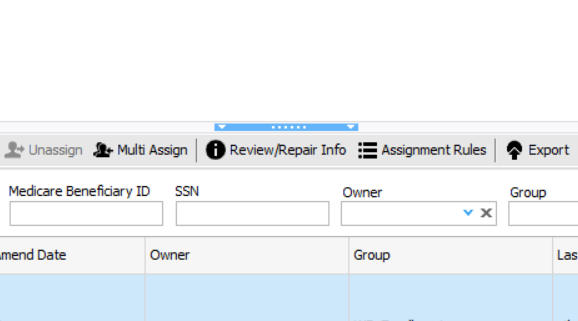 Unassign Multi Assign Review/Repair Info Assignment Rules Export
Medicare Beneficiary ID SSN Owner Group
Amend Date Owner Group Las